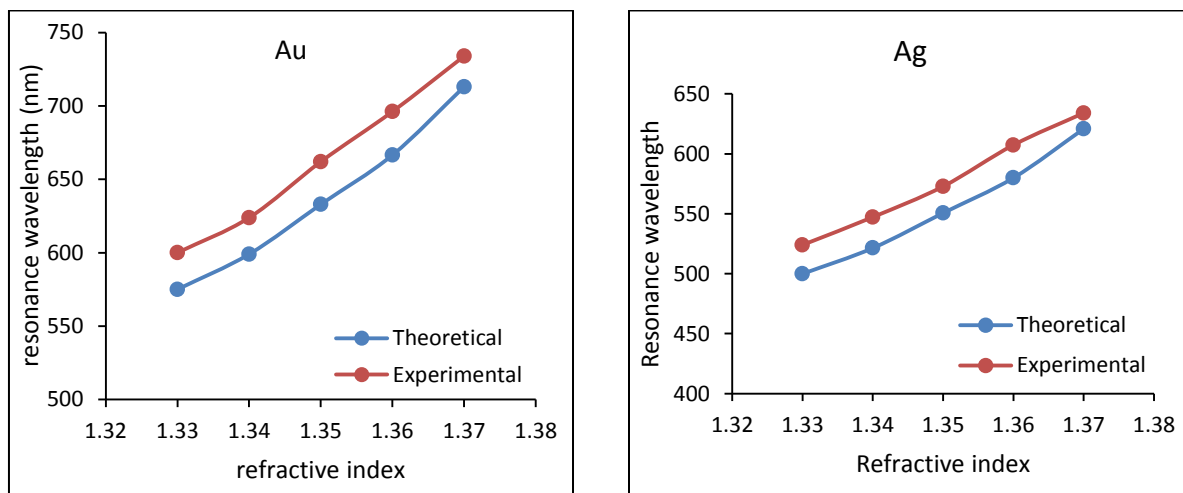 Au
750
700
650
600
550
500
resonance wavelength (nm)
1.32 1.33 1.34 1.35 1.36 1.37 1.38
refractive index
Theoretical
Experimental
Ag
650
600
550
500
450
400
Resonance wavelength
1.32 1.33 1.34 1.35 1.36 1.37 1.38
Refractive index
Theoretical
Experimental